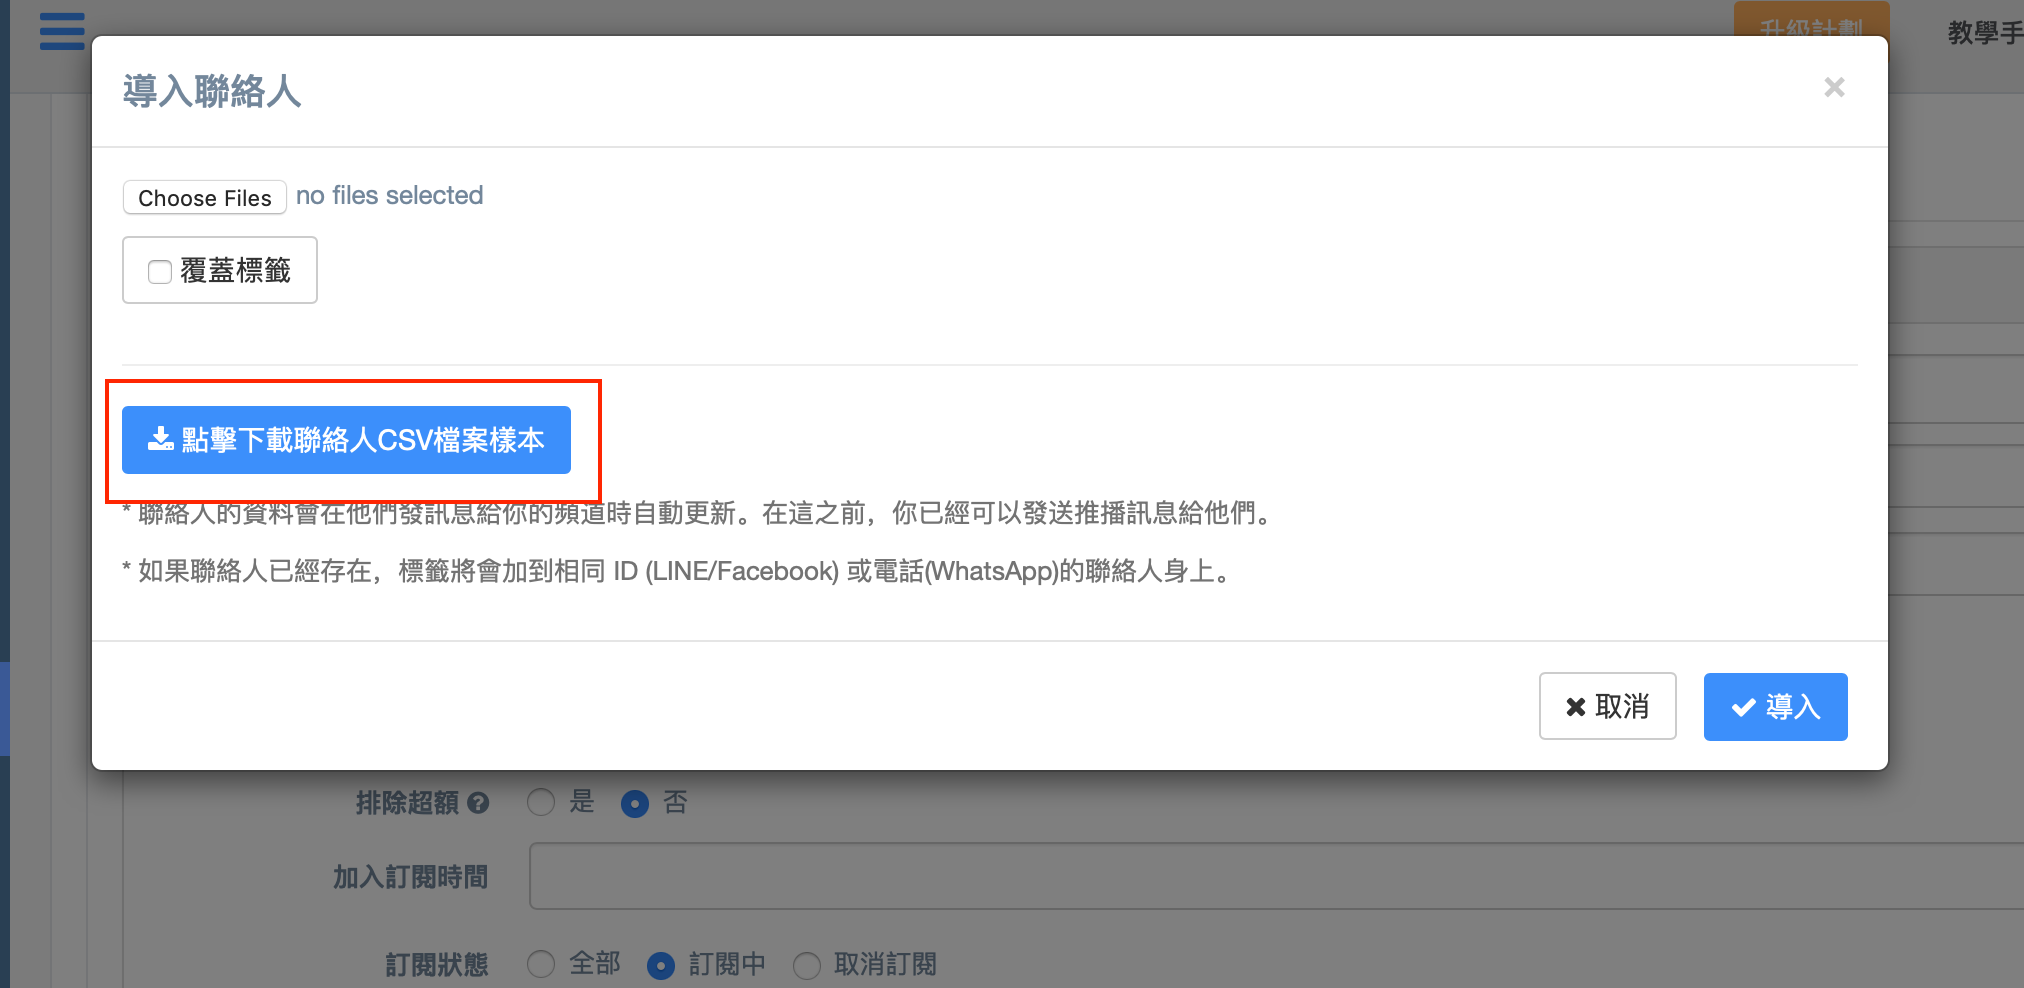 升級計劃
教學手
導入聯絡人
×
Choose Files no files selected
覆蓋標籤
點擊下載聯絡人CSV檔案樣本
* 聯絡人的資料會在他們發訊息給你的頻道時自動更新。在這之前，你已經可以發送推播訊息給他們。
* 如果聯絡人已經存在，標籤將會加到相同 ID (LINE/Facebook) 或電話(WhatsApp)的聯絡人身上。
取消 導入
排除超額 ? 是 否
加入訂閱時間
訂閱狀態 全部 訂閱中 取消訂閱